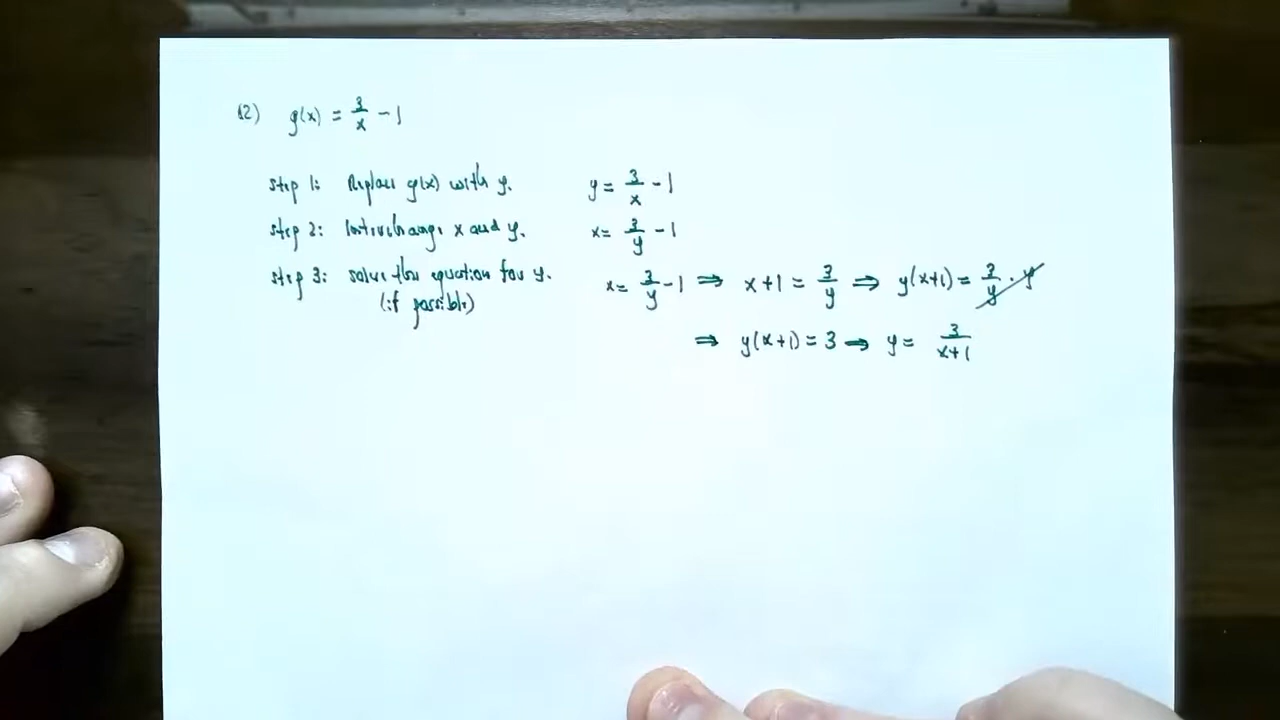 12) g(x) = 3/x - 1
Step 1: Replace g(x) with y. y = 3/x - 1
Step 2: Interchange x and y. x = 3/y - 1
Step 3: solve the equation for y. x = 3/y - 1 ⇒ x+1 = 3/y ⇒ y(x+1) = 3/y · y
(if possible)
⇒ y(x+1) = 3 ⇒ y = 3/(x+1)